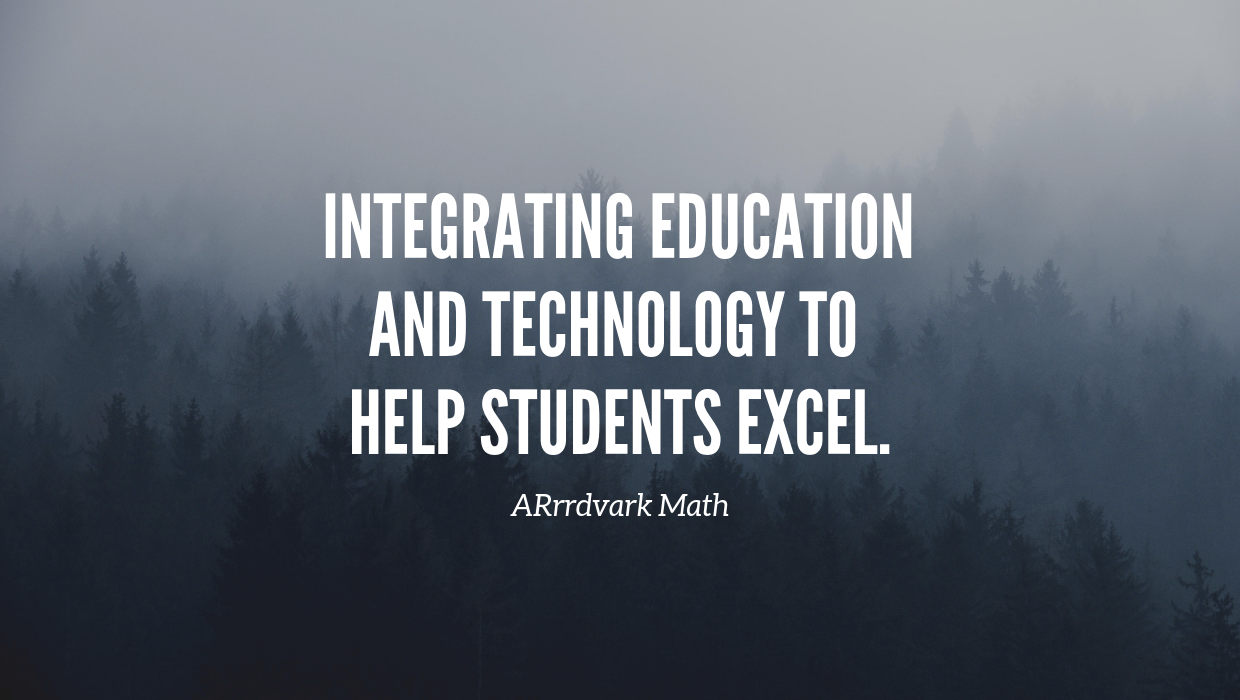 INTEGRATING EDUCATION
AND TECHNOLOGY TO
HELP STUDENTS EXCEL.
ARrrdvark Math